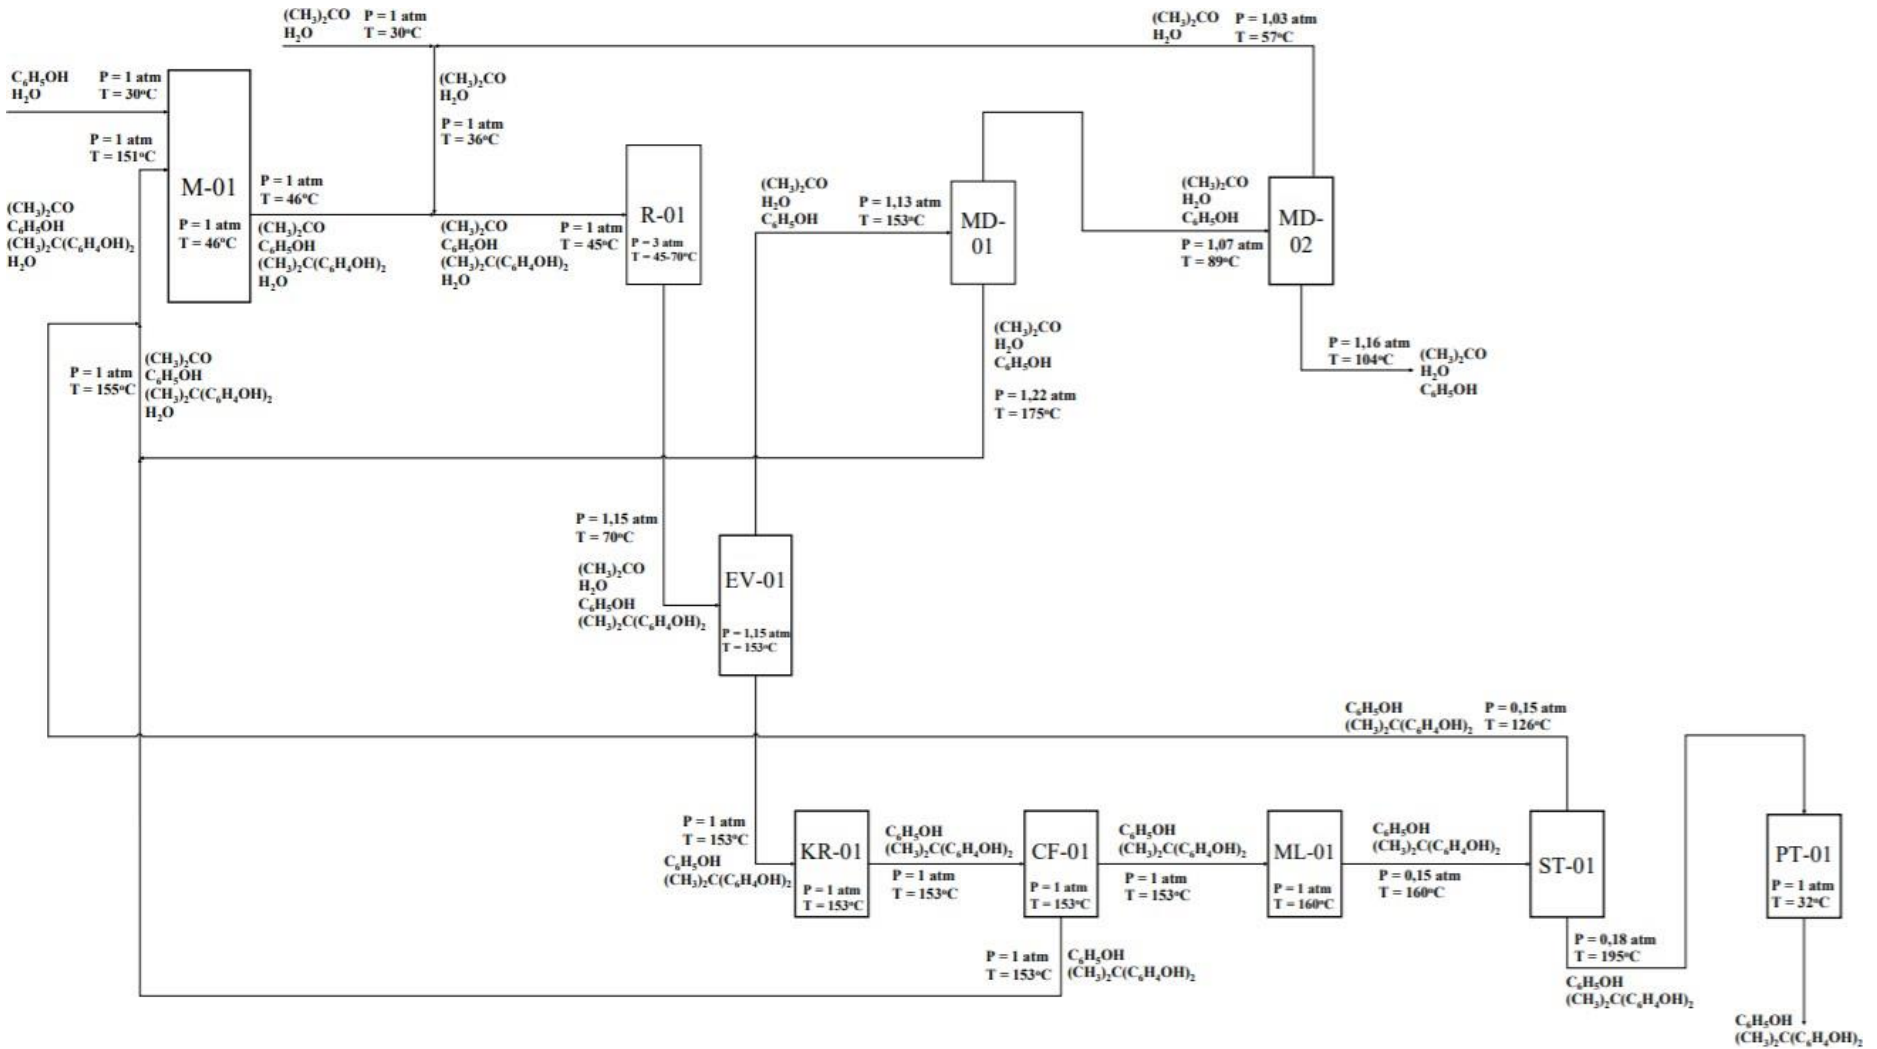 (CH₃)₂CO P = 1 atm
H₂O T = 30ºC
(CH₃)₂CO P = 1,03 atm
H₂O T = 57ºC
C₆H₅OH P = 1 atm
H₂O T = 30ºC
P = 1 atm
T = 151ºC
(CH₃)₂CO
C₆H₅OH
(CH₃)₂C(C₆H₄OH)₂
H₂O
M-01
P = 1 atm
T = 46ºC
P = 1 atm
T = 46ºC
(CH₃)₂CO
C₆H₅OH
(CH₃)₂C(C₆H₄OH)₂
H₂O
(CH₃)₂CO
H₂O
P = 1 atm
T = 36ºC
(CH₃)₂CO
C₆H₅OH
(CH₃)₂C(C₆H₄OH)₂
H₂O
P = 1 atm
T = 45ºC
R-01
P = 3 atm
T = 45-70ºC
(CH₃)₂CO
H₂O
C₆H₅OH
P = 1,13 atm
T = 153ºC
MD-
01
(CH₃)₂CO
H₂O
C₆H₅OH
P = 1,07 atm
T = 89ºC
MD-
02
(CH₃)₂CO
H₂O
C₆H₅OH
P = 1,22 atm
T = 175ºC
P = 1,16 atm
T = 104ºC
(CH₃)₂CO
H₂O
C₆H₅OH
P = 1 atm
T = 155ºC
(CH₃)₂CO
C₆H₅OH
(CH₃)₂C(C₆H₄OH)₂
H₂O
P = 1,15 atm
T = 70ºC
(CH₃)₂CO
H₂O
C₆H₅OH
(CH₃)₂C(C₆H₄OH)₂
EV-01
P = 1,15 atm
T = 153ºC
C₆H₅OH P = 0,15 atm
(CH₃)₂C(C₆H₄OH)₂ T = 126ºC
P = 1 atm
T = 153ºC
C₆H₅OH
(CH₃)₂C(C₆H₄OH)₂
KR-01
P = 1 atm
T = 153ºC
C₆H₅OH
(CH₃)₂C(C₆H₄OH)₂
P = 1 atm
T = 153ºC
CF-01
P = 1 atm
T = 153ºC
C₆H₅OH
(CH₃)₂C(C₆H₄OH)₂
P = 1 atm
T = 153ºC
ML-01
P = 1 atm
T = 160ºC
C₆H₅OH
(CH₃)₂C(C₆H₄OH)₂
P = 0,15 atm
T = 160ºC
ST-01
PT-01
P = 1 atm
T = 32ºC
P = 1 atm
T = 153ºC
C₆H₅OH
(CH₃)₂C(C₆H₄OH)₂
P = 0,18 atm
T = 195ºC
C₆H₅OH
(CH₃)₂C(C₆H₄OH)₂
C₆H₅OH
(CH₃)₂C(C₆H₄OH)₂